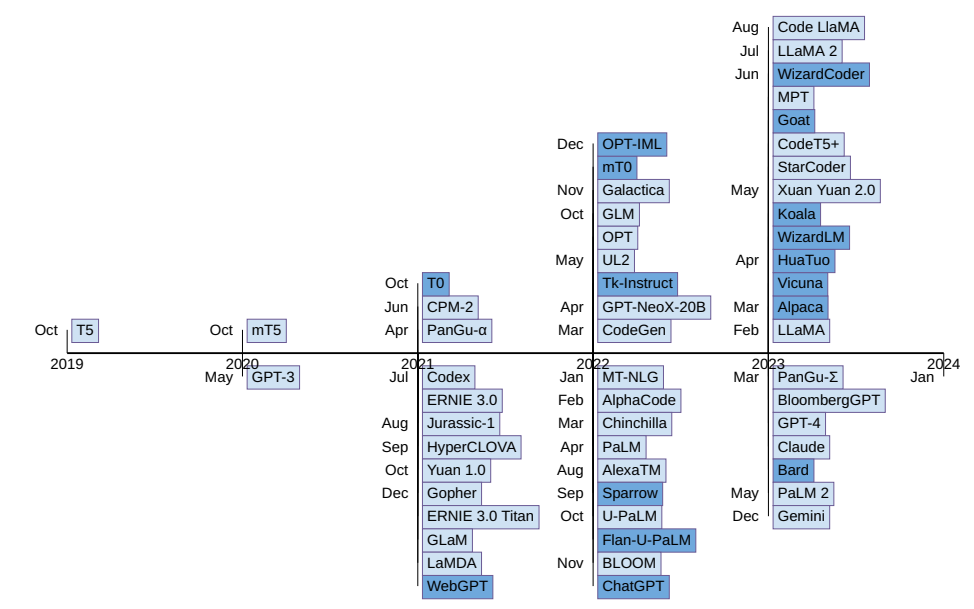 Aug Code LlaMA
Jul LLaMA 2
Jun WizardCoder
MPT
Goat
Dec OPT-IML CodeT5+
mT0 StarCoder
Nov Galactica May Xuan Yuan 2.0
Oct GLM Koala
OPT WizardLM
May UL2 Apr HuaTuo
Oct T0 Tk-Instruct Vicuna
Jun CPM-2 Apr GPT-NeoX-20B Mar Alpaca
Oct T5 Oct mT5 Apr PanGu-α Mar CodeGen Feb LLaMA
2019 2020 2021 2022 2023 2024
May GPT-3 Jul Codex Jan MT-NLG Mar PanGu-Σ Jan
ERNIE 3.0 Feb AlphaCode BloombergGPT
Aug Jurassic-1 Mar Chinchilla GPT-4
Sep HyperCLOVA Apr PaLM Claude
Oct Yuan 1.0 Aug AlexaTM Bard
Dec Gopher Sep Sparrow May PaLM 2
ERNIE 3.0 Titan Oct U-PaLM Dec Gemini
GLaM Flan-U-PaLM
LaMDA Nov BLOOM
WebGPT ChatGPT